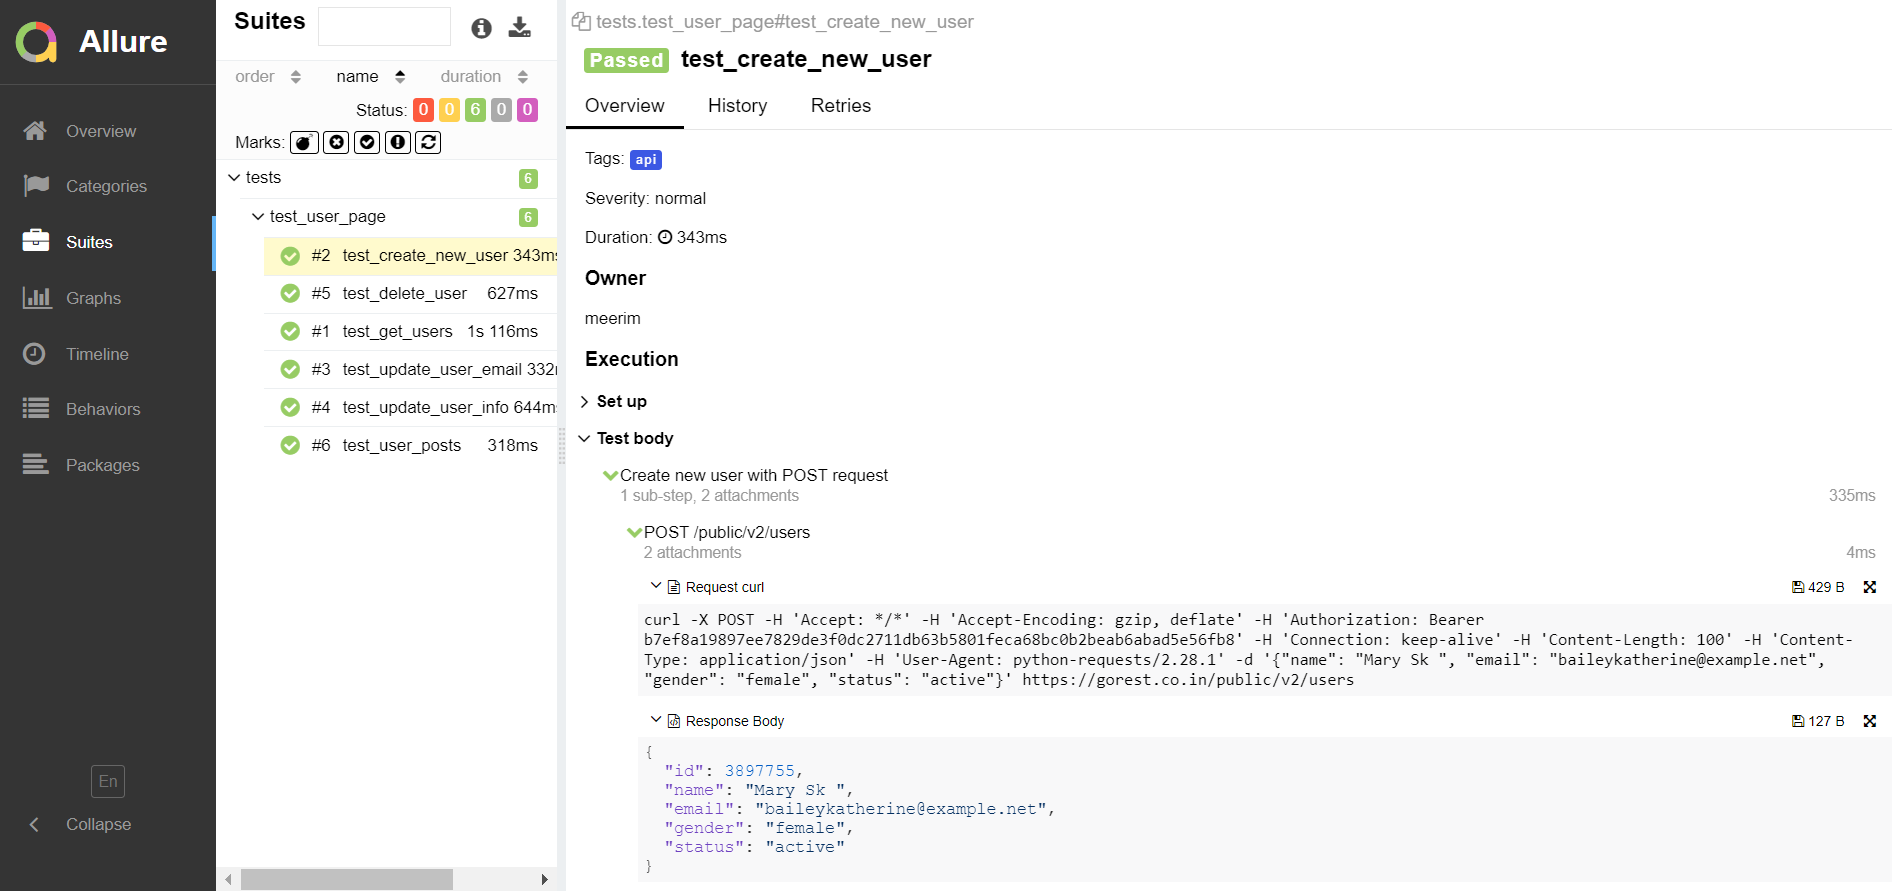 Allure
Overview
Categories
Suites
Graphs
Timeline
Behaviors
Packages
En
Collapse
Suites
order name duration
Status: 0 0 6 0 0
Marks:
tests 6
test_user_page 6
#2 test_create_new_user 343ms
#5 test_delete_user 627ms
#1 test_get_users 1s 116ms
#3 test_update_user_email 332
#4 test_update_user_info 644ms
#6 test_user_posts 318ms
tests.test_user_page#test_create_new_user
Passed test_create_new_user
Overview History Retries
Tags: api
Severity: normal
Duration: 343ms
Owner
meerim
Execution
Set up
Test body
Create new user with POST request
1 sub-step, 2 attachments 335ms
POST /public/v2/users
2 attachments 4ms
Request curl 429 B
curl -X POST -H 'Accept: */*' -H 'Accept-Encoding: gzip, deflate' -H 'Authorization: Bearer
b7ef8a19897ee7829de3f0dc2711db63b5801feca68bc0b2beab6abad5e56fb8' -H 'Connection: keep-alive' -H 'Content-Length: 100' -H 'Content-
Type: application/json' -H 'User-Agent: python-requests/2.28.1' -d '{"name": "Mary Sk ", "email": "baileykatherine@example.net",
"gender": "female", "status": "active"}' https://gorest.co.in/public/v2/users
Response Body 127 B
{
"id": 3897755,
"name": "Mary Sk ",
"email": "baileykatherine@example.net",
"gender": "female",
"status": "active"
}